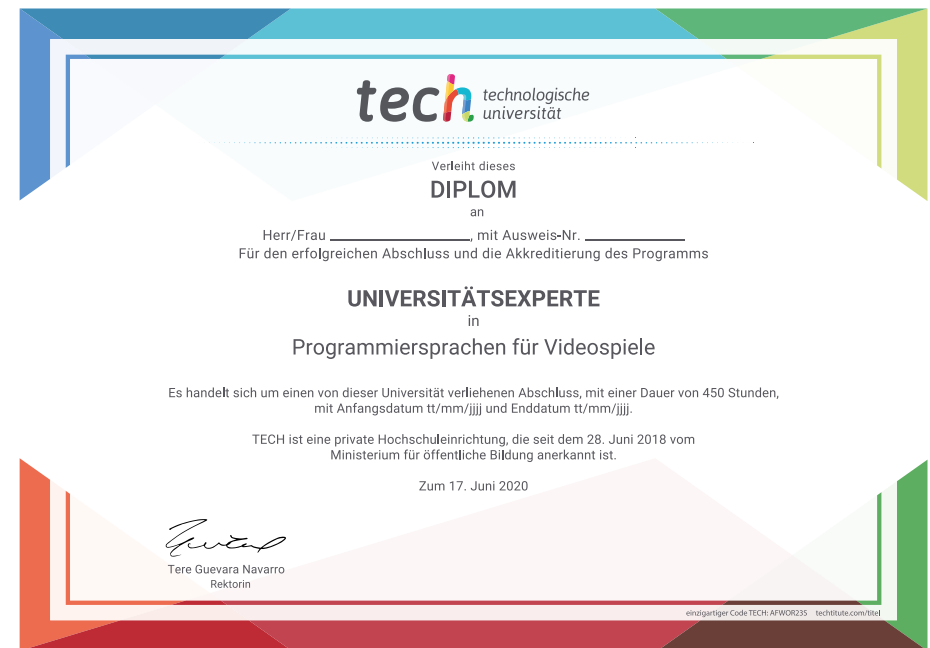 tech technologische
universität
Verleiht dieses
DIPLOM
an
Herr/Frau ____________, mit Ausweis-Nr. ____________
Für den erfolgreichen Abschluss und die Akkreditierung des Programms
UNIVERSITÄTSEXPERTE
in
Programmiersprachen für Videospiele
Es handelt sich um einen von dieser Universität verliehenen Abschluss, mit einer Dauer von 450 Stunden,
mit Anfangsdatum tt/mm/jjjj und Enddatum tt/mm/jjjj.
TECH ist eine private Hochschuleinrichtung, die seit dem 28. Juni 2018 vom
Ministerium für öffentliche Bildung anerkannt ist.
Zum 17. Juni 2020
Tere Guevara Navarro
Rektorin
einzigartiger Code TECH: AFWOR23S techtitute.com/titel